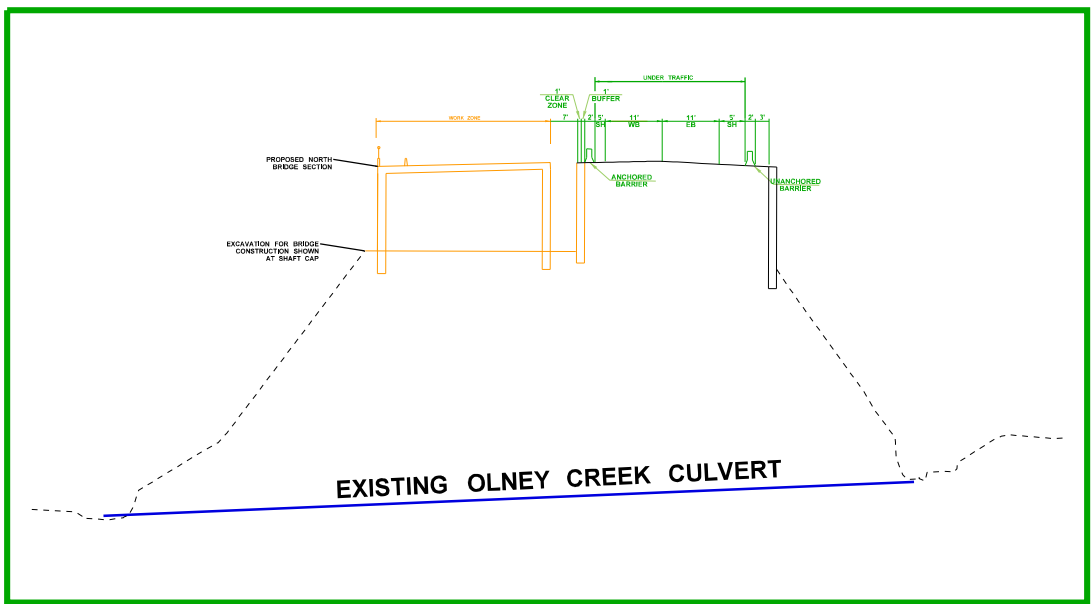 UNDER TRAFFIC
1' 1'
CLEAR BUFFER
ZONE
WORK ZONE 7' 2' 5' 11' 11' 5' 2' 3'
SH WB EB SH
PROPOSED NORTH
BRIDGE SECTION
ANCHORED
BARRIER
UNANCHORED
BARRIER
EXCAVATION FOR BRIDGE
CONSTRUCTION SHOWN
AT SHAFT CAP
EXISTING OLNEY CREEK CULVERT